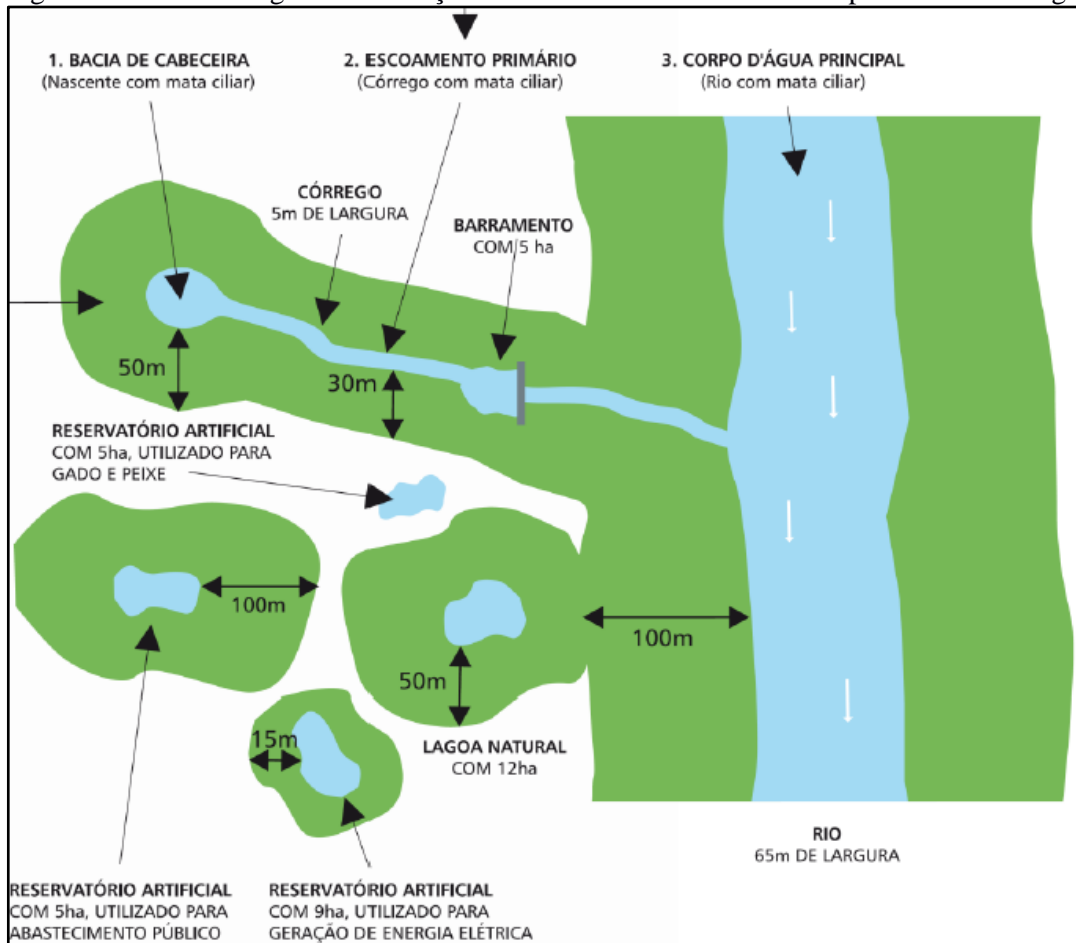 1. BACIA DE CABECEIRA
(Nascente com mata ciliar)
2. ESCOAMENTO PRIMÁRIO
(Córrego com mata ciliar)
3. CORPO D'ÁGUA PRINCIPAL
(Rio com mata ciliar)
CÓRREGO
5m DE LARGURA
BARRAMENTO
COM 5 ha
50m
30m
RESERVATÓRIO ARTIFICIAL
COM 5ha, UTILIZADO PARA
GADO E PEIXE
100m
100m
50m
15m
LAGOA NATURAL
COM 12ha
RIO
65m DE LARGURA
RESERVATÓRIO ARTIFICIAL
COM 5ha, UTILIZADO PARA
ABASTECIMENTO PÚBLICO
RESERVATÓRIO ARTIFICIAL
COM 9ha, UTILIZADO PARA
GERAÇÃO DE ENERGIA ELÉTRICA